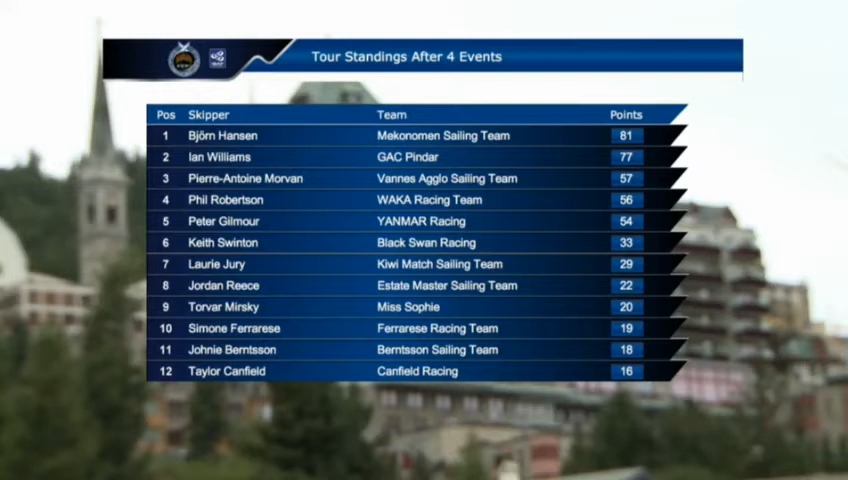 Tour Standings After 4 Events
Pos Skipper Team Points
1 Björn Hansen Mekonomen Sailing Team 81
2 Ian Williams GAC Pindar 77
3 Pierre-Antoine Morvan Vannes Agglo Sailing Team 57
4 Phil Robertson WAKA Racing Team 56
5 Peter Gilmour YANMAR Racing 54
6 Keith Swinton Black Swan Racing 33
7 Laurie Jury Kiwi Match Sailing Team 29
8 Jordan Reece Estate Master Sailing Team 22
9 Torvar Mirsky Miss Sophie 20
10 Simone Ferrarese Ferrarese Racing Team 19
11 Johnie Berntsson Berntsson Sailing Team 18
12 Taylor Canfield Canfield Racing 16